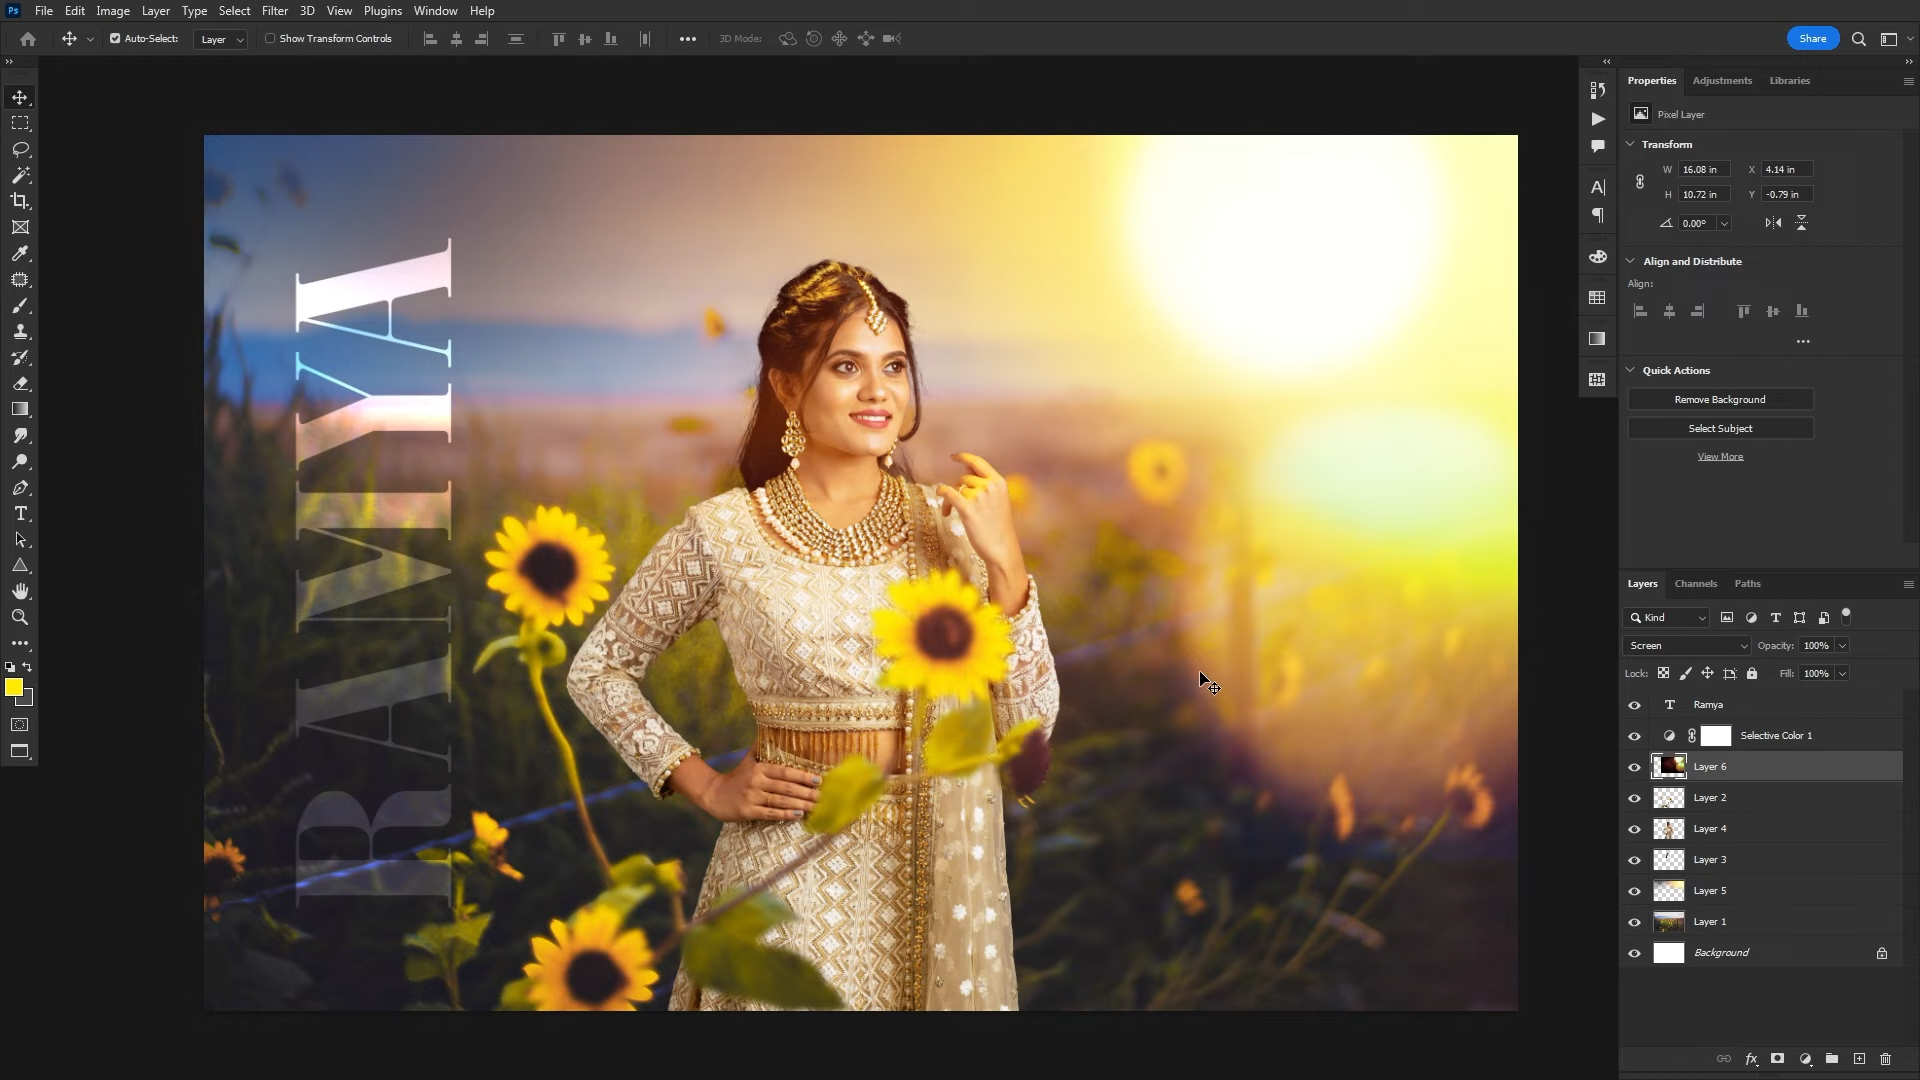 Ps File Edit Image Layer Type Select Filter 3D View Plugins Window Help
Auto-Select: Layer Show Transform Controls 3D Mode: Share
Properties Adjustments Libraries
Pixel Layer
Transform
W 16.08 in X 4.14 in
H 10.72 in Y -0.79 in
0.00°
Align and Distribute
Align:
Quick Actions
Remove Background
Select Subject
View More
RAMYA
Layers Channels Paths
Kind
Screen Opacity: 100%
Lock: Fill: 100%
Ramya
Selective Color 1
Layer 6
Layer 2
Layer 4
Layer 3
Layer 5
Layer 1
Background